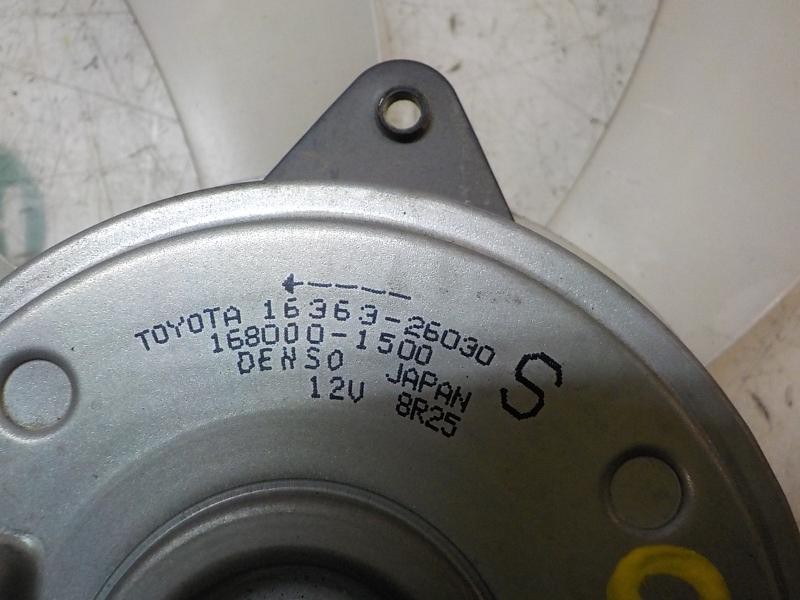 TOYOTA 16363-26030
168000-1500
DENSO JAPAN
12V 8R25
S